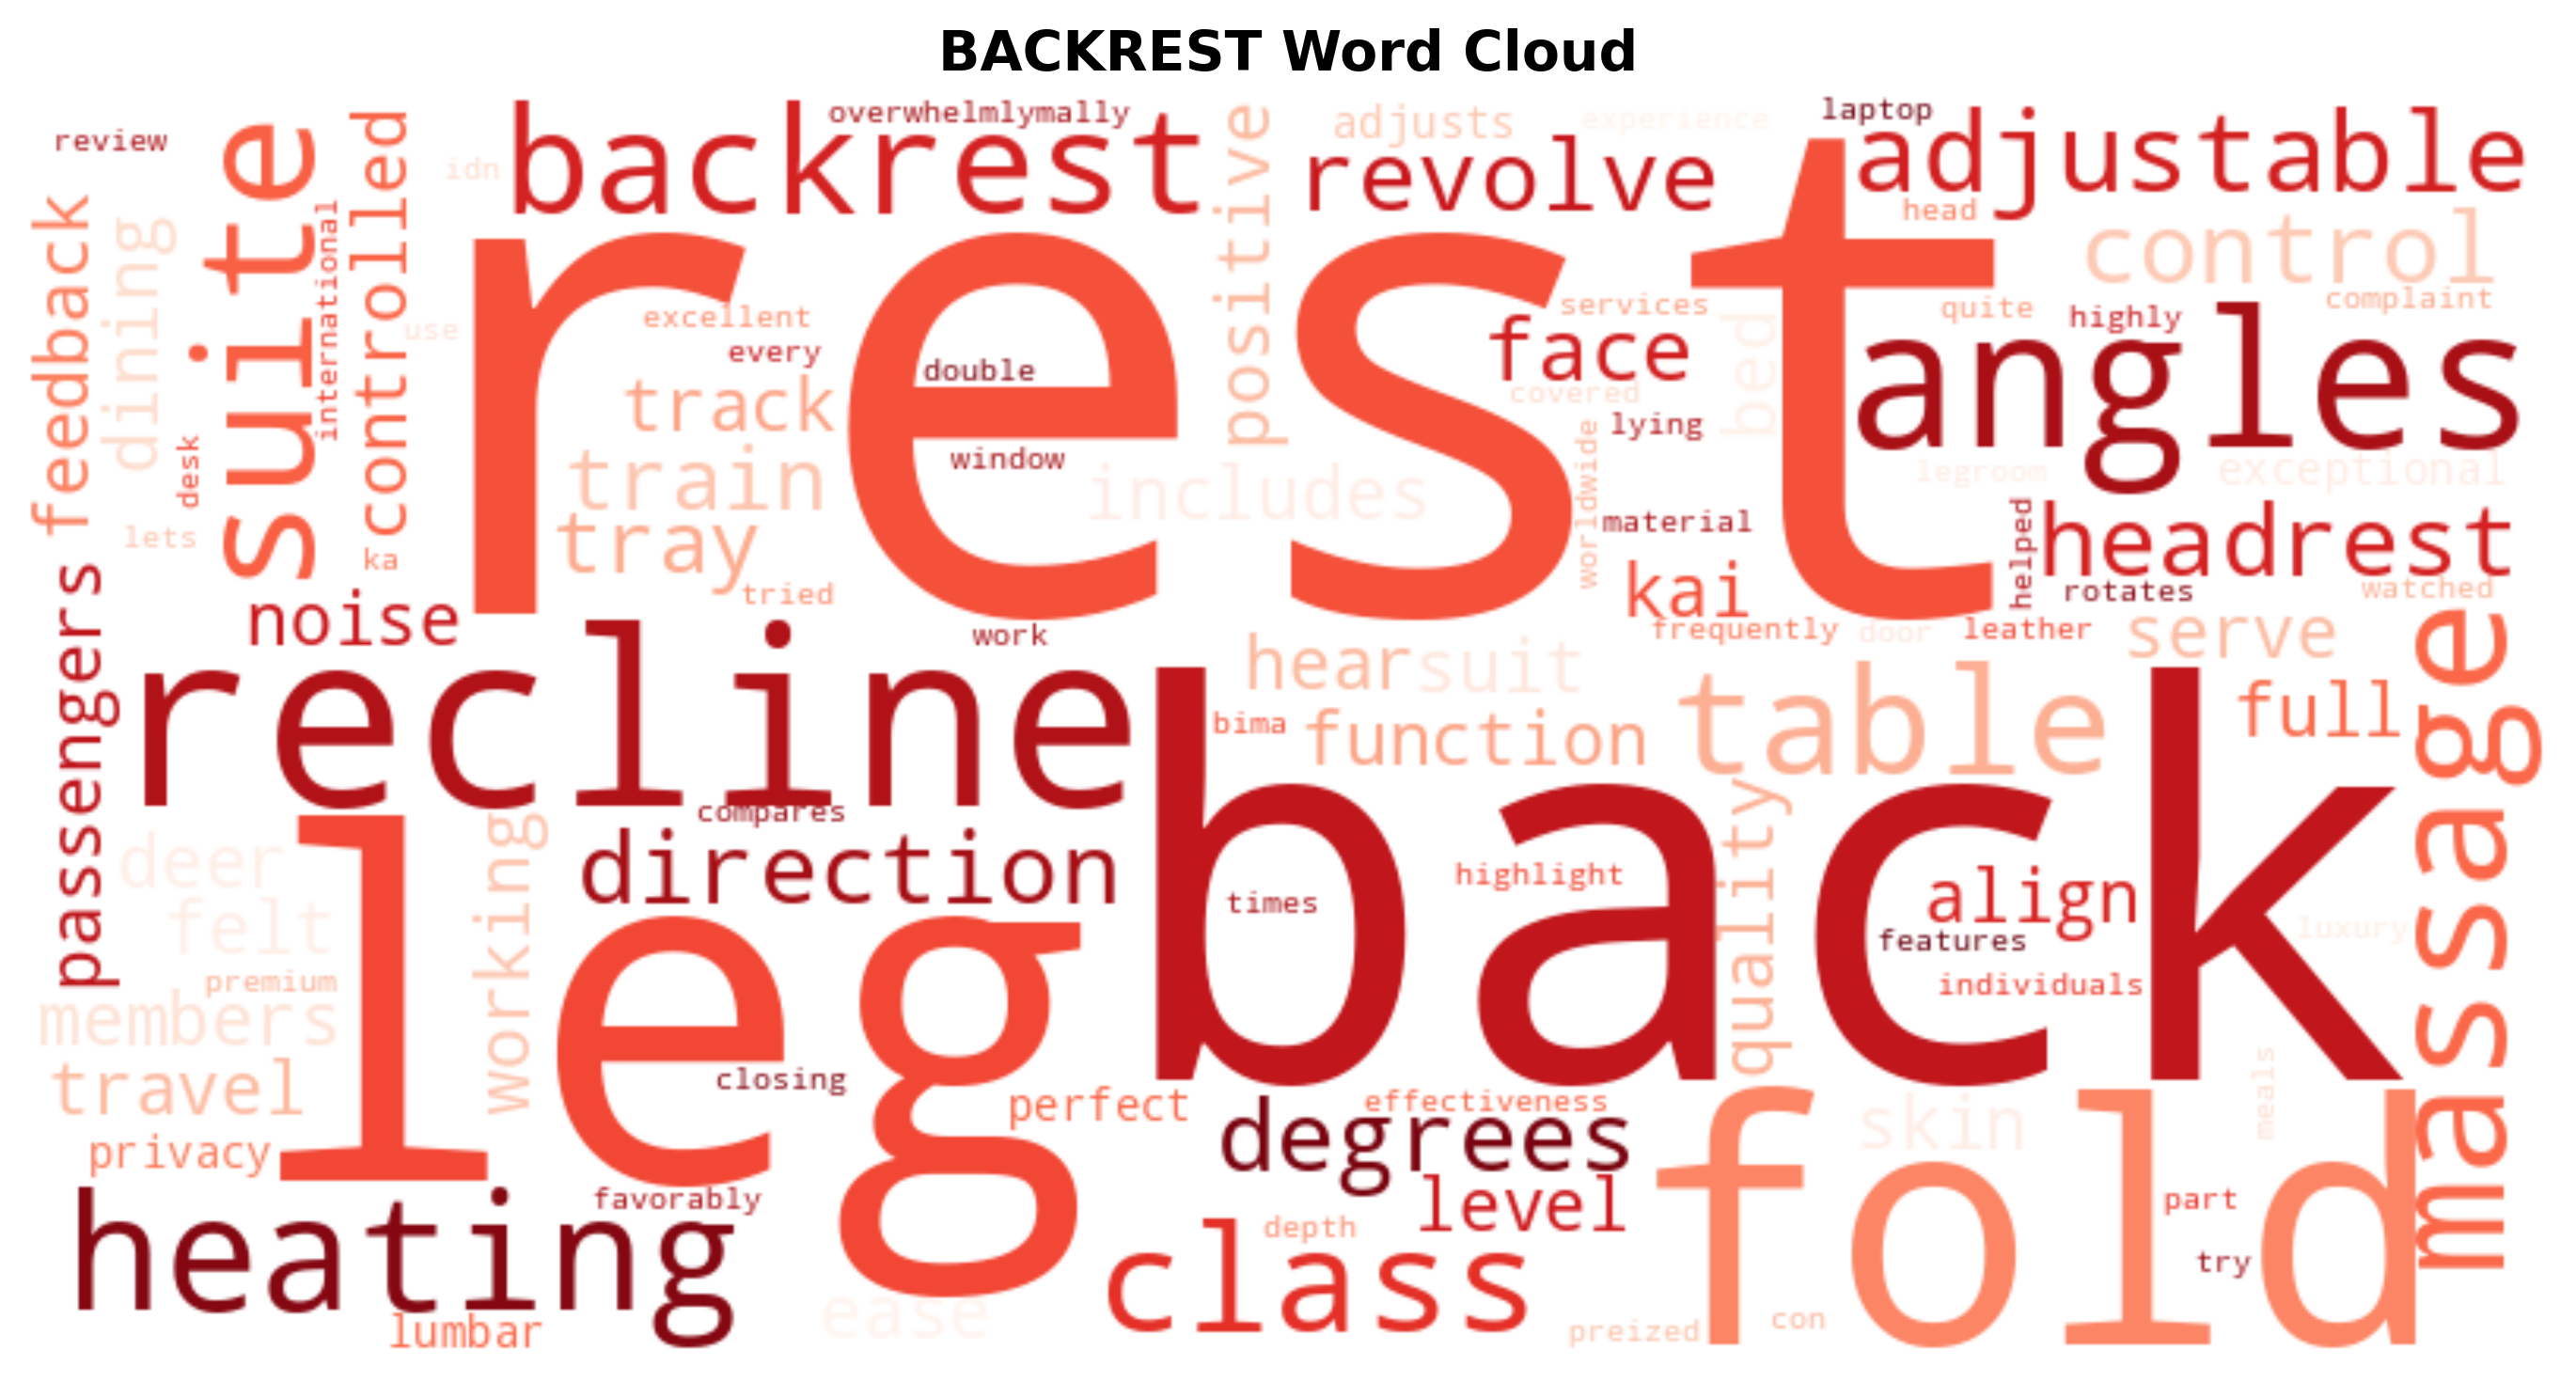 BACKREST Word Cloud
review
suite
controlled
idn
backrest
overwhelmlymally
positive
adjusts
experience
revolve
laptop
adjustable
head
control
feedback
dining
international
use
rest
excellent
every
double
services
face
bed
quite
highly
complaint
angles
track
covered
lying
desk
train
window
includes
worldwide
legroom
exceptional
lets
ka
tray
tried
material
kai
helped
headrest
rotates
watched
noise
work
frequently
door
leather
serve
passengers
recline
hear
suit
table
full
massage
bima
function
compares
back
quality
deer
leg
working
direction
times
highlight
align
features
individuals
luxury
felt
premium
members
travel
closing
perfect
effectiveness
skin
meals
privacy
degrees
fold
heating
favorably
level
part
class
depth
try
lumbar
ease
preized
con